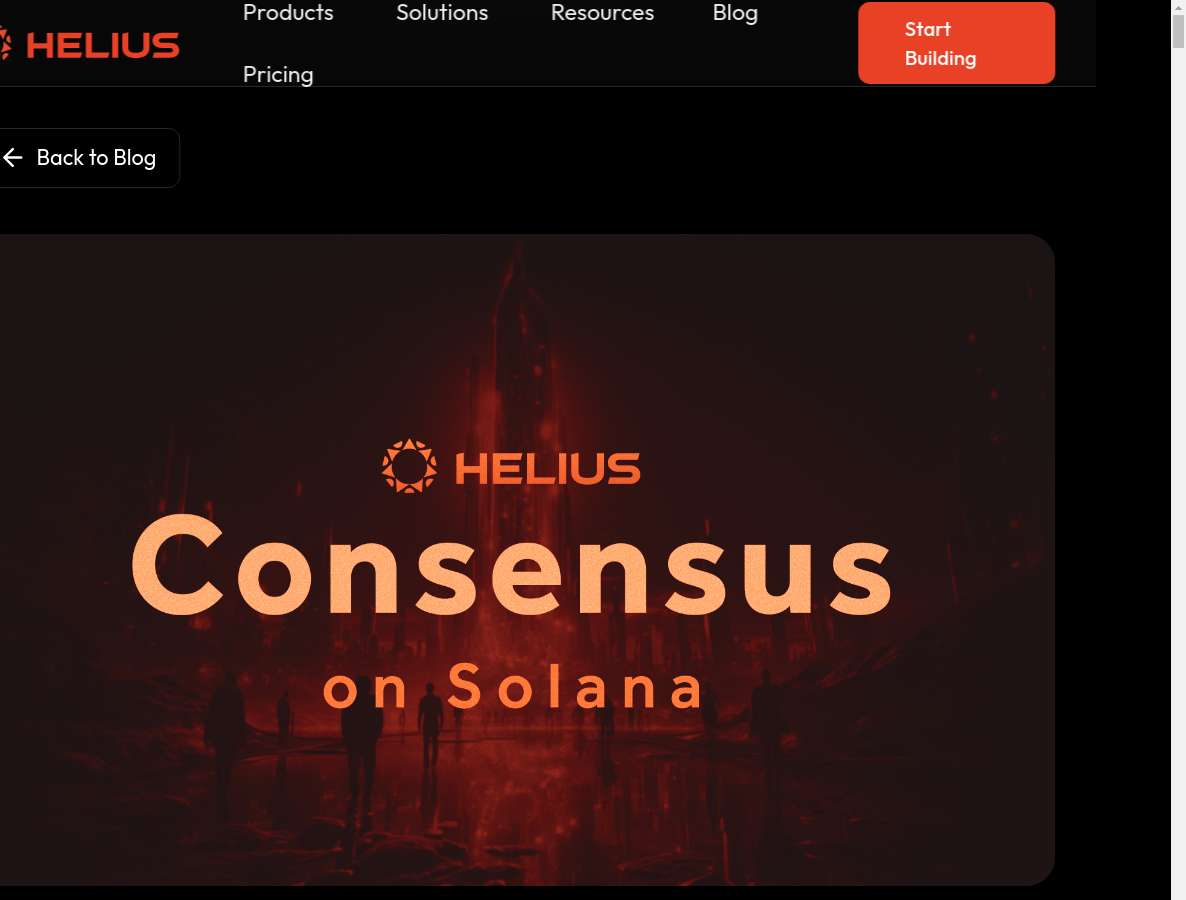 HELIUS
Products Solutions Resources Blog
Pricing
Start
Building
Back to Blog
HELIUS
Consensus
on Solana